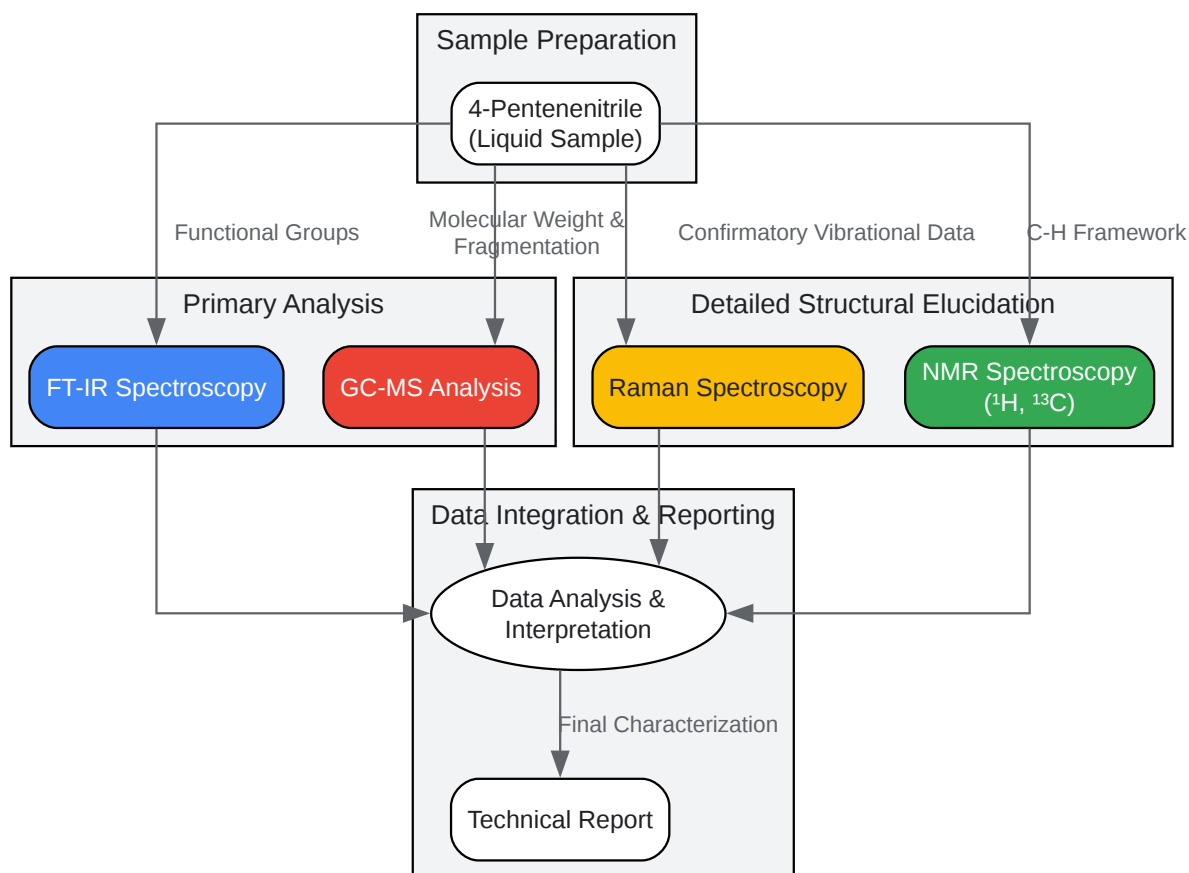 Sample Preparation
4-Pentenenitrile
(Liquid Sample)
Functional Groups
Molecular Weight &
Fragmentation
Confirmatory Vibrational Data
C-H Framework
Primary Analysis
Detailed Structural Elucidation
FT-IR Spectroscopy
GC-MS Analysis
Raman Spectroscopy
NMR Spectroscopy
(¹H, ¹³C)
Data Integration & Reporting
Data Analysis &
Interpretation
Final Characterization
Technical Report